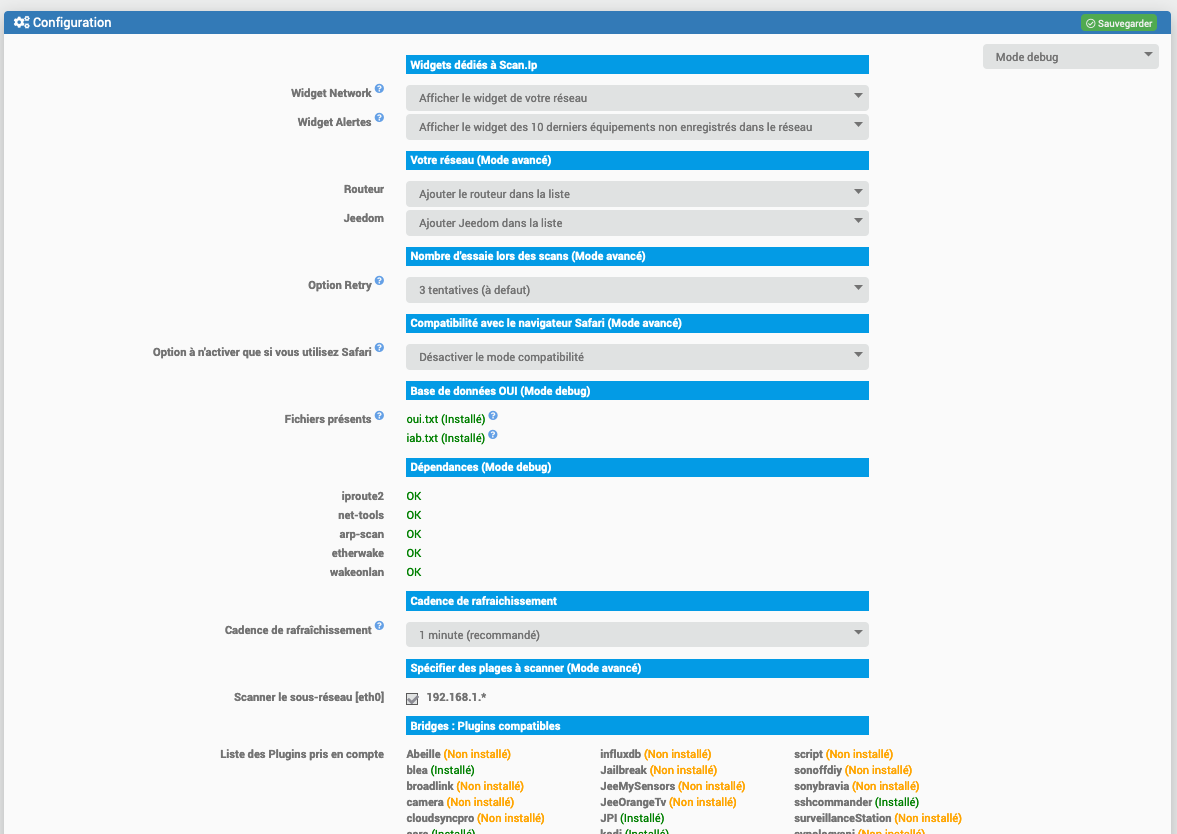 Configuration
Sauvegarder
Mode debug
Widgets dédiés à Scan.Ip
Widget Network ? Afficher le widget de votre réseau
Widget Alertes ? Afficher le widget des 10 derniers équipements non enregistrés dans le réseau
Votre réseau (Mode avancé)
Routeur Ajouter le routeur dans la liste
Jeedom Ajouter Jeedom dans la liste
Nombre d'essaie lors des scans (Mode avancé)
Option Retry ? 3 tentatives (à defaut)
Compatibilité avec le navigateur Safari (Mode avancé)
Option à n'activer que si vous utilisez Safari ? Désactiver le mode compatibilité
Base de données OUI (Mode debug)
Fichiers présents ? oui.txt (Installé) ?
iab.txt (Installé) ?
Dépendances (Mode debug)
iproute2 OK
net-tools OK
arp-scan OK
etherwake OK
wakeonlan OK
Cadence de rafraichissement
Cadence de rafraîchissement ? 1 minute (recommandé)
Spécifier des plages à scanner (Mode avancé)
Scanner le sous-réseau [eth0] 192.168.1.*
Bridges : Plugins compatibles
Liste des Plugins pris en compte Abeille (Non installé) influxdb (Non installé) script (Non installé)
blea (Installé) Jailbreak (Non installé) sonoffdiy (Non installé)
broadlink (Non installé) JeeMySensors (Non installé) sonybravia (Non installé)
camera (Non installé) JeeOrangeTv (Non installé) sshcommander (Installé)
cloudsyncpro (Non installé) JPI (Installé) surveillanceStation (Non installé)
(Installé) kodi (Installé) (Non installé)